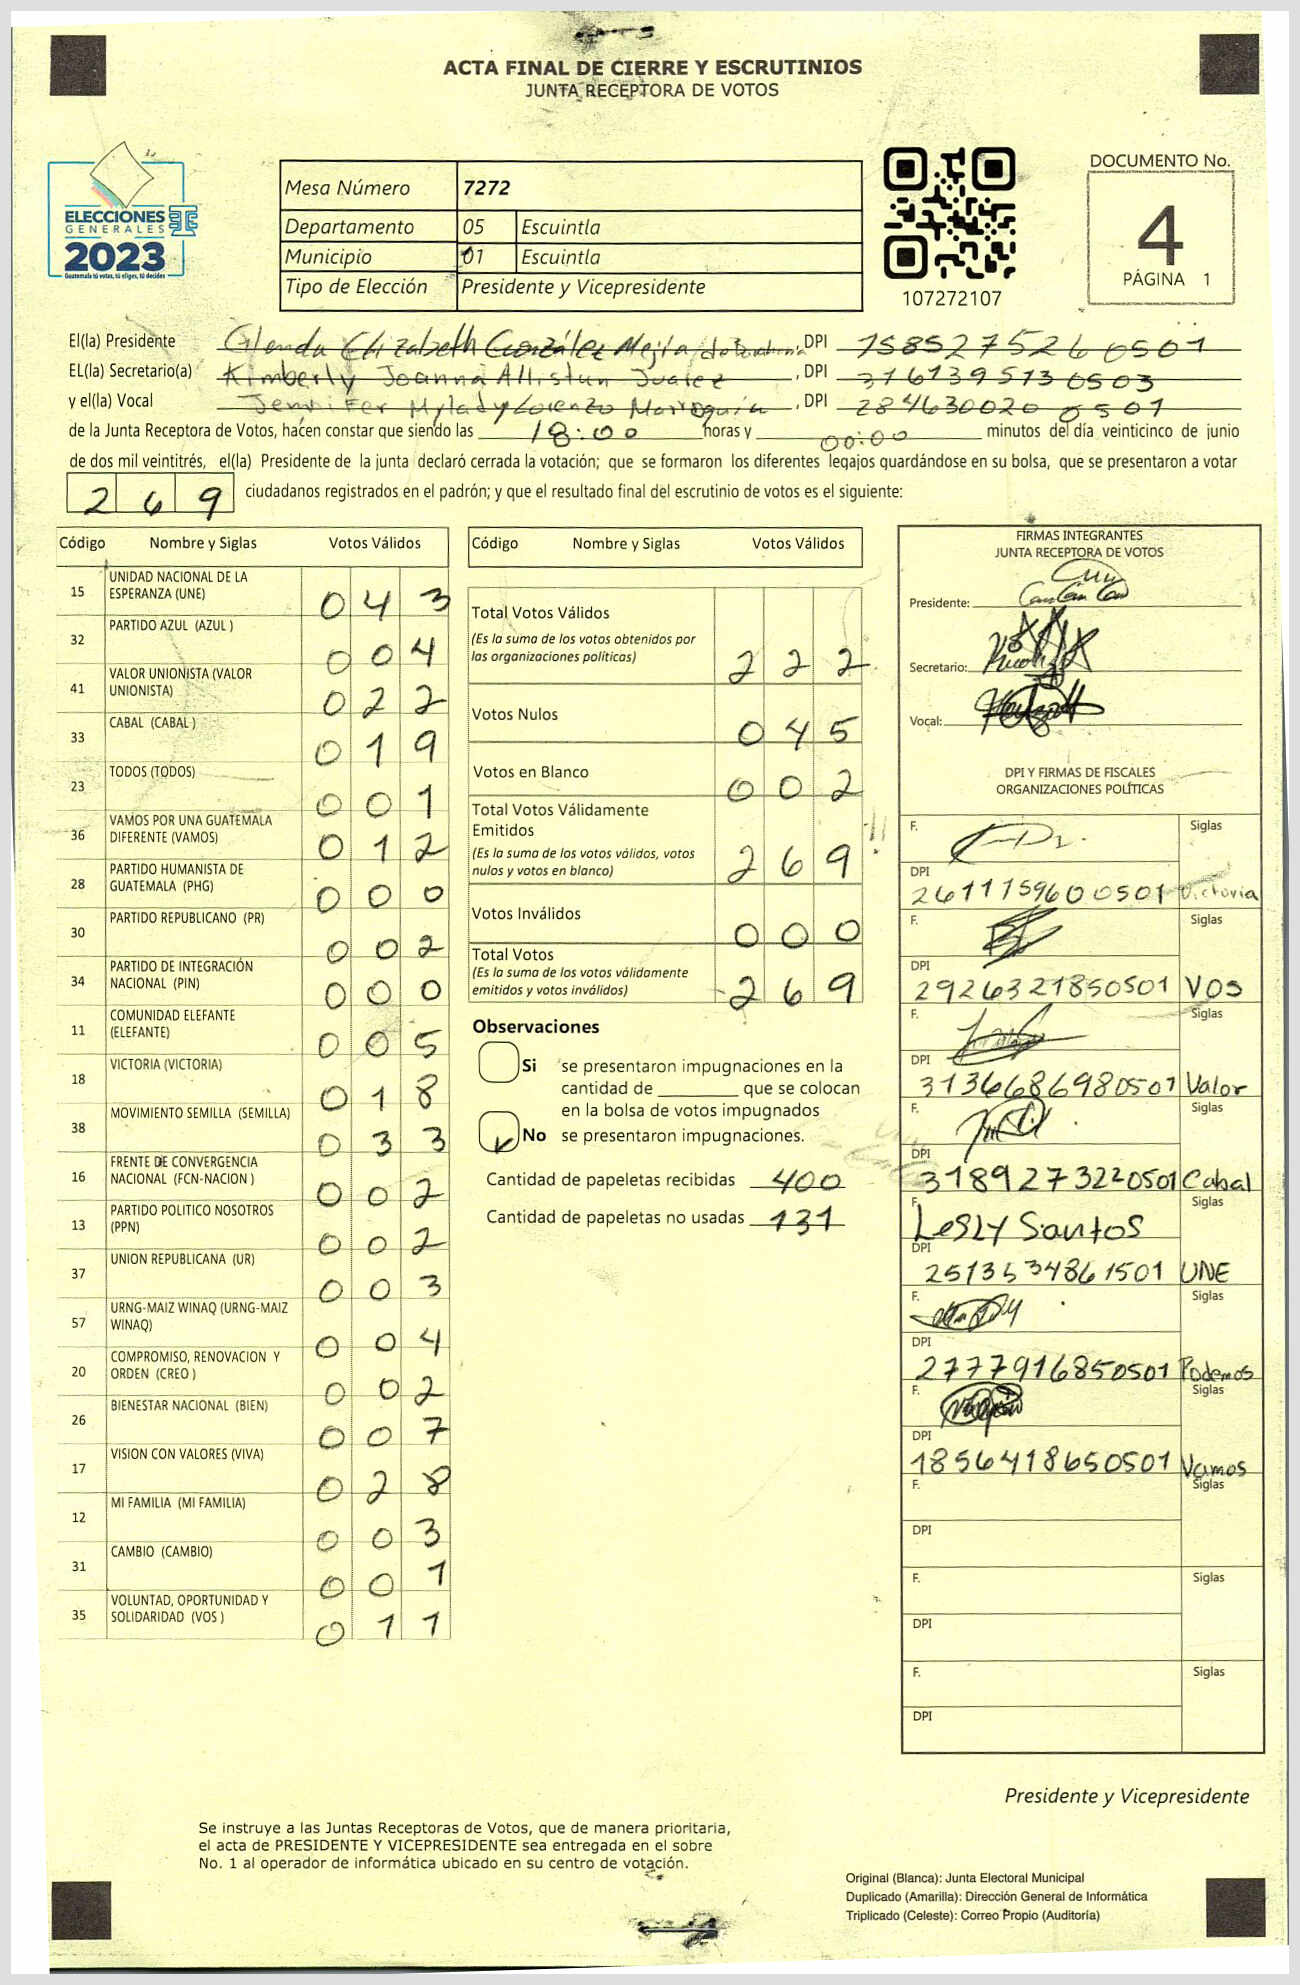 ACTA FINAL DE CIERRE Y ESCRUTINIOS
JUNTA RECEPTORA DE VOTOS
ELECCIONES
GENERALES
2023
Guatemala tú votas, tú eliges, tú decides
Mesa Número 7272
Departamento 05 Escuintla
Municipio 01 Escuintla
Tipo de Elección Presidente y Vicepresidente
107272107
DOCUMENTO No.
4
PÁGINA 1
El(la) Presidente Glenda Elizabeth González Mejía , DPI 1585275260501
EL(la) Secretario(a) Kimberly Joanna Juarez , DPI 3161395130503
y el(la) Vocal Jennifer Mylady Lorenzo Marroquín , DPI 2846300200501
de la Junta Receptora de Votos, hacen constar que siendo las 18:00 horas y 00:00 minutos del día veinticinco de junio
de dos mil veintitrés, el(la) Presidente de la junta declaró cerrada la votación; que se formaron los diferentes legajos quardándose en su bolsa, que se presentaron a votar
269 ciudadanos registrados en el padrón; y que el resultado final del escrutinio de votos es el siguiente:
Código Nombre y Siglas Votos Válidos
15 UNIDAD NACIONAL DE LA ESPERANZA (UNE) 043
32 PARTIDO AZUL (AZUL ) 004
41 VALOR UNIONISTA (VALOR UNIONISTA) 022
33 CABAL (CABAL ) 019
23 TODOS (TODOS) 001
36 VAMOS POR UNA GUATEMALA DIFERENTE (VAMOS) 012
28 PARTIDO HUMANISTA DE GUATEMALA (PHG) 000
30 PARTIDO REPUBLICANO (PR) 002
34 PARTIDO DE INTEGRACIÓN NACIONAL (PIN) 000
11 COMUNIDAD ELEFANTE (ELEFANTE) 005
18 VICTORIA (VICTORIA) 018
38 MOVIMIENTO SEMILLA (SEMILLA) 033
16 FRENTE DE CONVERGENCIA NACIONAL (FCN-NACION ) 002
13 PARTIDO POLITICO NOSOTROS (PPN) 002
37 UNION REPUBLICANA (UR) 003
57 URNG-MAIZ WINAQ (URNG-MAIZ WINAQ) 004
20 COMPROMISO, RENOVACION Y ORDEN (CREO ) 002
26 BIENESTAR NACIONAL (BIEN) 007
17 VISION CON VALORES (VIVA) 028
12 MI FAMILIA (MI FAMILIA) 003
31 CAMBIO (CAMBIO) 001
35 VOLUNTAD, OPORTUNIDAD Y SOLIDARIDAD (VOS ) 011
Código Nombre y Siglas Votos Válidos
Total Votos Válidos
(Es la suma de los votos obtenidos por
las organizaciones políticas) 222
Votos Nulos 045
Votos en Blanco 002
Total Votos Válidamente
Emitidos
(Es la suma de los votos válidos, votos
nulos y votos en blanco) 269
Votos Inválidos 000
Total Votos
(Es la suma de los votos válidamente
emitidos y votos inválidos) 269
Observaciones
Si se presentaron impugnaciones en la
cantidad de ________ que se colocan
en la bolsa de votos impugnados
No se presentaron impugnaciones.
Cantidad de papeletas recibidas 400
Cantidad de papeletas no usadas 131
FIRMAS INTEGRANTES
JUNTA RECEPTORA DE VOTOS
Presidente:
Secretario:
Vocal:
DPI Y FIRMAS DE FISCALES
ORGANIZACIONES POLÍTICAS
F. Siglas
DPI 2611159600501 Victoria
F. Siglas
DPI 2926321850501 VOS
F. Siglas
DPI 3136686980501 Valor
F. Siglas
DPI 3189273220501 Cabal
F. Lesly Santos Siglas
DPI 2513534861501 UNE
F. Siglas
DPI 2777916850501 Podemos
F. Siglas
DPI 1856418650501 Vamos
F. Siglas
DPI
F. Siglas
DPI
F. Siglas
DPI
Presidente y Vicepresidente
Se instruye a las Juntas Receptoras de Votos, que de manera prioritaria,
el acta de PRESIDENTE Y VICEPRESIDENTE sea entregada en el sobre
No. 1 al operador de informática ubicado en su centro de votación.
Original (Blanca): Junta Electoral Municipal
Duplicado (Amarilla): Dirección General de Informática
Triplicado (Celeste): Correo Propio (Auditoría)